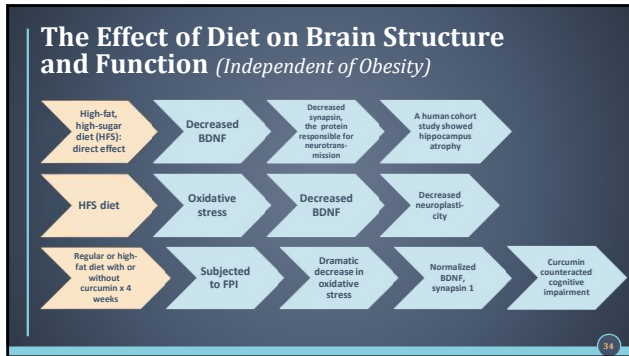 The Effect of Diet on Brain Structure
and Function (Independent of Obesity)
High-fat,
high-sugar
diet (HFS):
direct effect
Decreased
BDNF
Decreased
synapsin,
the protein
responsible for
neurotrans-
mission
A human cohort
study showed
hippocampus
atrophy
HFS diet
Oxidative
stress
Decreased
BDNF
Decreased
neuroplasti-
city
Regular or high-
fat diet with or
without
curcumin x 4
weeks
Subjected
to FPI
Dramatic
decrease in
oxidative
stress
Normalized
BDNF,
synapsin 1
Curcumin
counteracted
cognitive
impairment
34